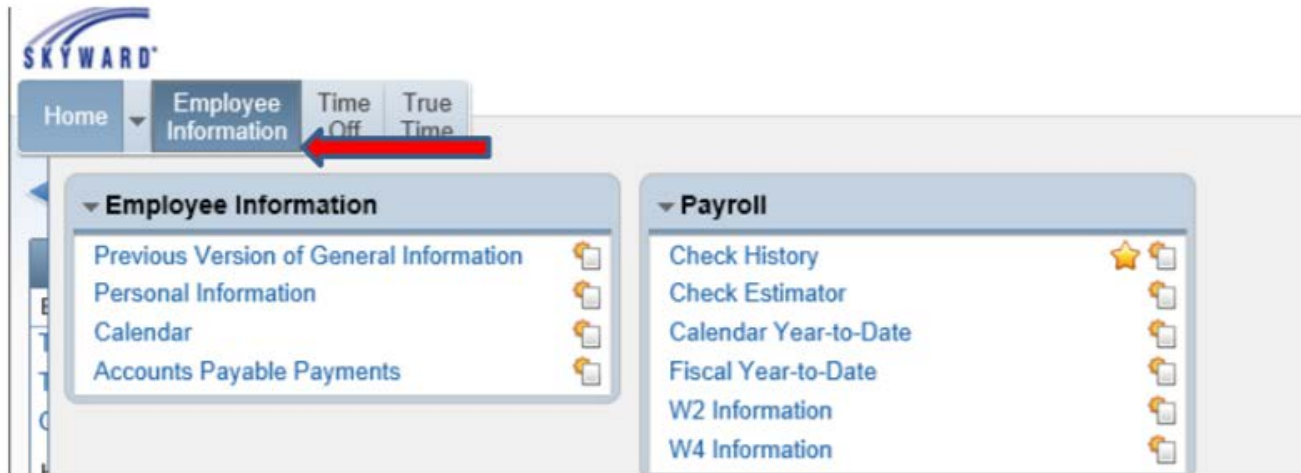 SKYWARD®
Home
Employee Information
Time Off
True Time
Employee Information
Previous Version of General Information
Personal Information
Calendar
Accounts Payable Payments
Payroll
Check History
Check Estimator
Calendar Year-to-Date
Fiscal Year-to-Date
W2 Information
W4 Information